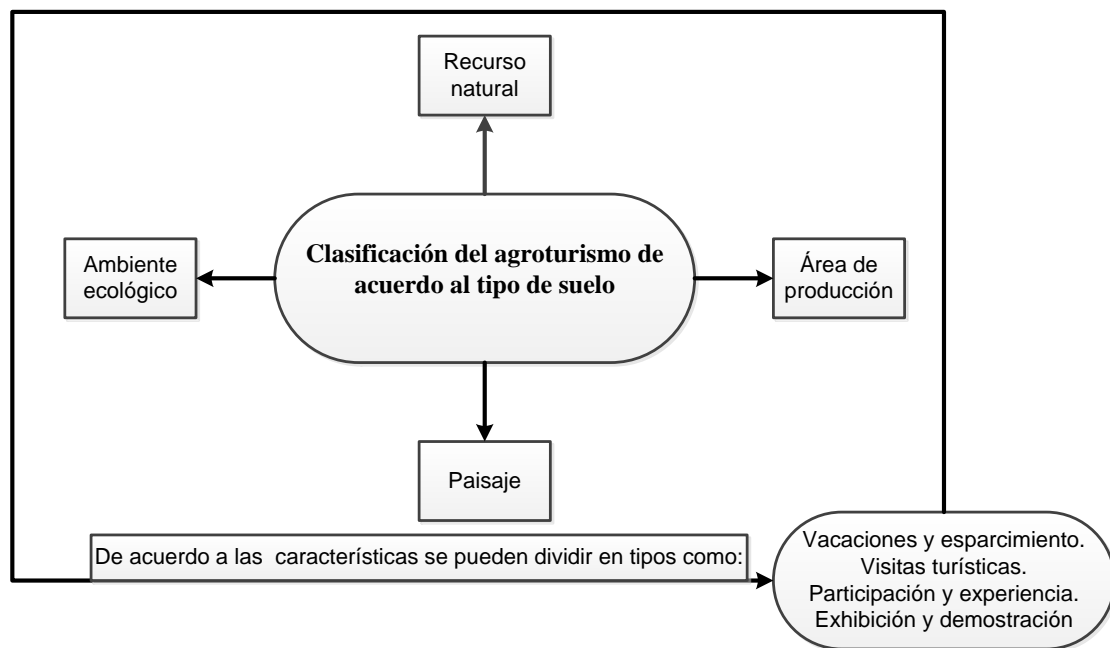 Recurso
natural
Clasificación del agroturismo de
acuerdo al tipo de suelo
Ambiente
ecológico
Área de
producción
Paisaje
De acuerdo a las características se pueden dividir en tipos como:
Vacaciones y esparcimiento.
Visitas turísticas.
Participación y experiencia.
Exhibición y demostración